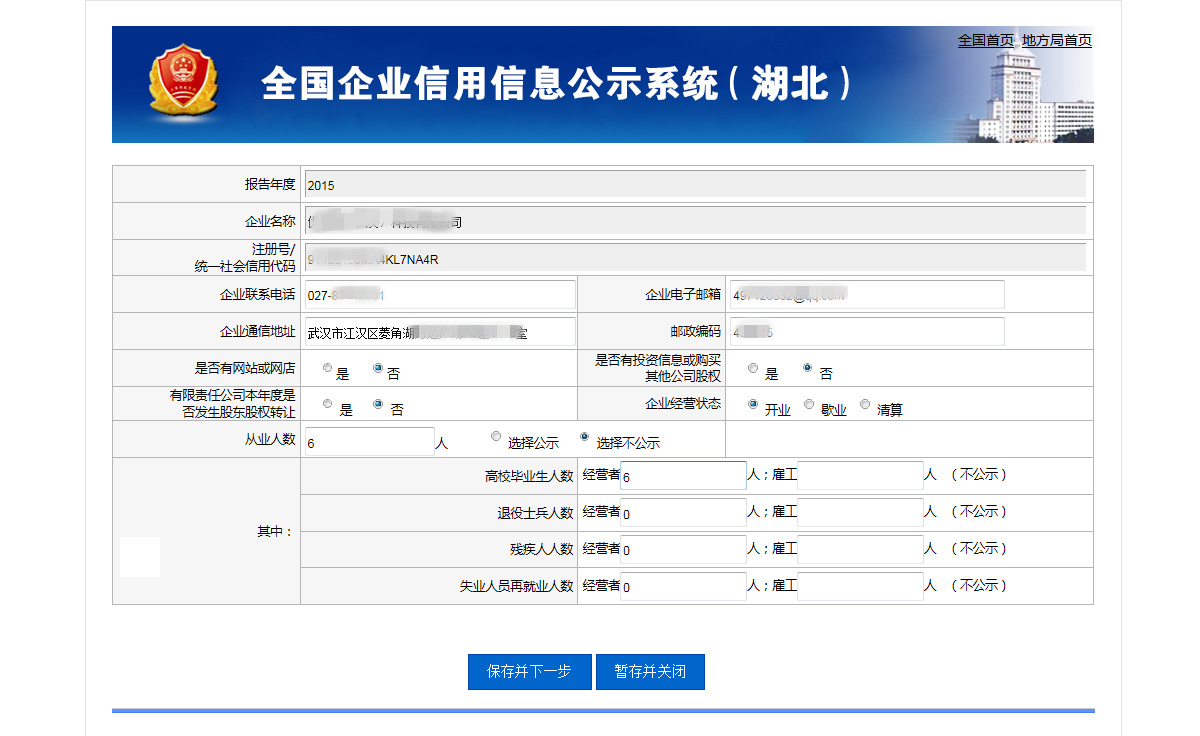 全国首页 地方局首页
全国企业信用信息公示系统(湖北)
报告年度 2015
企业名称 司
注册号/
统一社会信用代码 4KL7NA4R
企业联系电话 027- 企业电子邮箱
企业通信地址 武汉市江汉区菱角湖 室 邮政编码
是否有网站或网店 是 否 是否有投资信息或购买
其他公司股权 是 否
有限责任公司本年度是
否发生股东股权转让 是 否 企业经营状态 开业 歇业 清算
从业人数 6 人 选择公示 选择不公示
其中:
高校毕业生人数 经营者 6 人;雇工 人 (不公示)
退役士兵人数 经营者 0 人;雇工 人 (不公示)
残疾人人数 经营者 0 人;雇工 人 (不公示)
失业人员再就业人数 经营者 0 人;雇工 人 (不公示)
保存并下一步 暂存并关闭